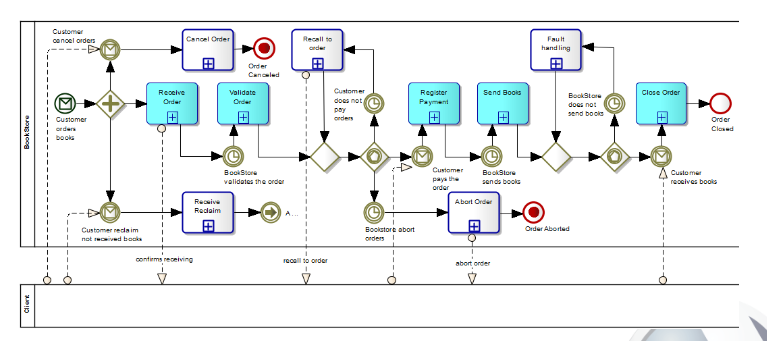 BookStore
Customer
cancel orders
Cancel Order
Order
Canceled
Recall to
order
Customer
does not
pay
orders
Fault
handling
BookStore
does not
send books
Customer
orders
books
Receive
Order
Validate
Order
BookStore
validates the order
Register
Payment
Customer
pays the
order
Send Books
BookStore
sends books
Close Order
Order
Closed
Customer
receives books
Customer reclaim
not received books
Receive
Reclaim
A...
Bookstore abort
orders
Abort Order
Order Aborted
confirms receiving
recall to order
abort order
Client